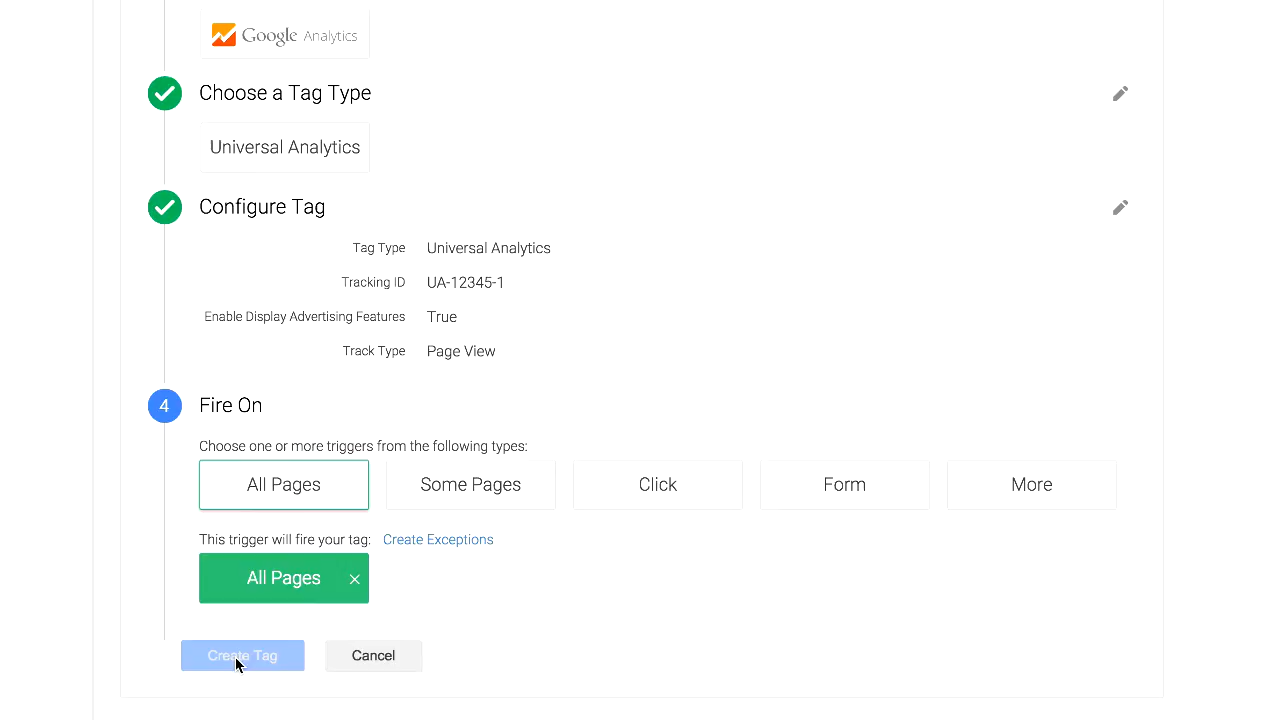 Google Analytics
Choose a Tag Type
Universal Analytics
Configure Tag
Tag Type Universal Analytics
Tracking ID UA-12345-1
Enable Display Advertising Features True
Track Type Page View
4 Fire On
Choose one or more triggers from the following types:
All Pages Some Pages Click Form More
This trigger will fire your tag: Create Exceptions
All Pages ×
Create Tag Cancel